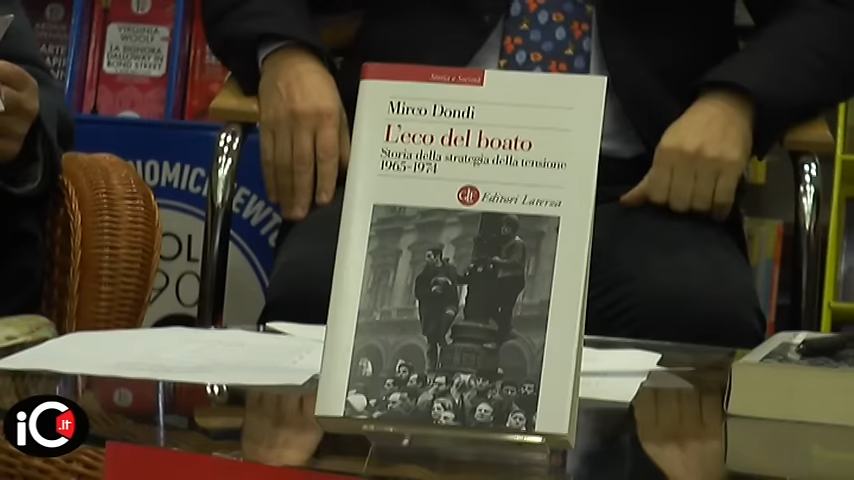 VIRGINIA
WOOLF
LA SIGNORA
DALLOWAY IN
BOND STREET
Storia e Società
Mirco Dondi
L'eco del boato
Storia della strategia della tensione
1965-1974
Editori Laterza
NEWTO
iC.it